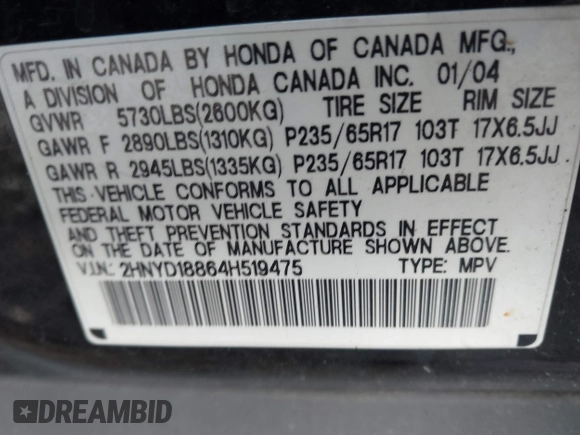 MFD. IN CANADA BY HONDA OF CANADA MFG.,
A DIVISION OF HONDA CANADA INC. 01/04
GVWR 5730LBS(2600KG) TIRE SIZE RIM SIZE
GAWR F 2890LBS(1310KG) P235/65R17 103T 17X6.5JJ
GAWR R 2945LBS(1335KG) P235/65R17 103T 17X6.5JJ
THIS VEHICLE CONFORMS TO ALL APPLICABLE
FEDERAL MOTOR VEHICLE SAFETY
AND THEFT PREVENTION STANDARDS IN EFFECT
ON THE DATE OF MANUFACTURE SHOWN ABOVE.
V.I.N.: 2HNYD18864H519475 TYPE: MPV
DREAMBID